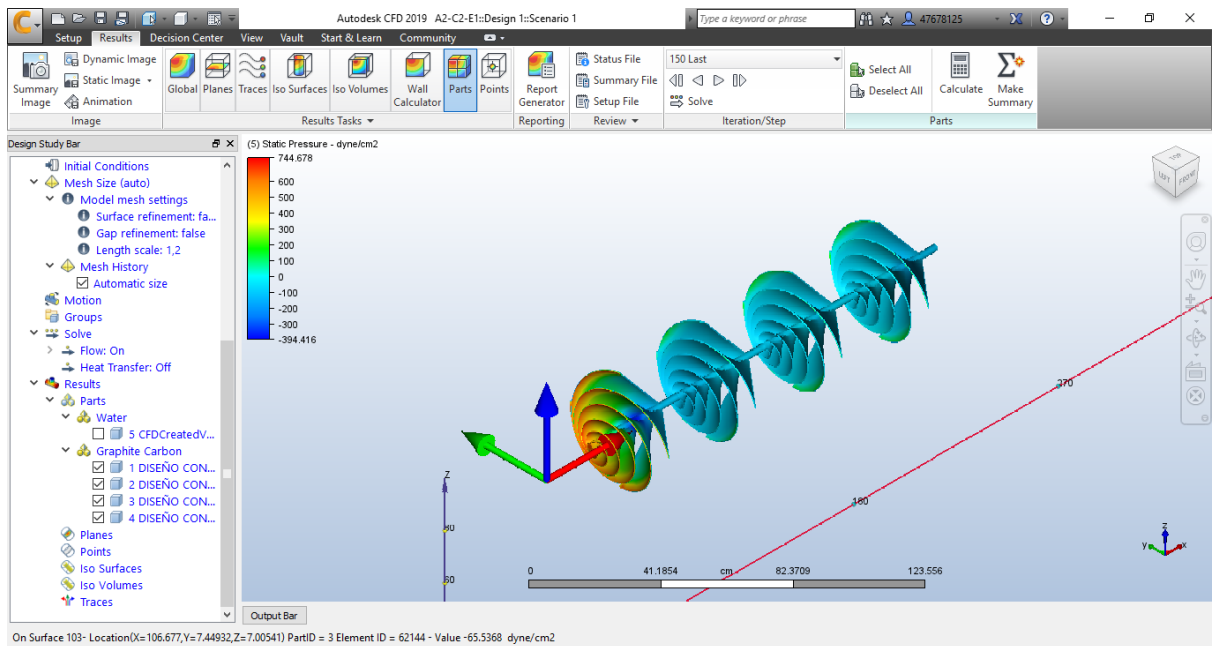 Autodesk CFD 2019 A2-C2-E1::Design 1::Scenario 1
Type a keyword or phrase
47678125
Setup Results Decision Center View Vault Start & Learn Community
Summary Image
Dynamic Image
Static Image
Animation
Image
Global Planes Traces Iso Surfaces Iso Volumes Wall Calculator Parts Points
Results Tasks
Report Generator
Reporting
Status File
Summary File
Setup File
Review
150 Last
Solve
Iteration/Step
Select All
Deselect All
Calculate
Make Summary
Parts
Design Study Bar
Initial Conditions
Mesh Size (auto)
Model mesh settings
Surface refinement: fa...
Gap refinement: false
Length scale: 1,2
Mesh History
Automatic size
Motion
Groups
Solve
Flow: On
Heat Transfer: Off
Results
Parts
Water
5 CFDCreatedV...
Graphite Carbon
1 DISEÑO CON...
2 DISEÑO CON...
3 DISEÑO CON...
4 DISEÑO CON...
Planes
Points
Iso Surfaces
Iso Volumes
Traces
(5) Static Pressure - dyne/cm2
744.678
600
500
400
300
200
100
0
-100
-200
-300
-394.416
TOP
LEFT
FRONT
270
180
Z
60
0 41.1854 cm 82.3709 123.556
z
y x
Output Bar
On Surface 103- Location(X=106.677,Y=7.44932,Z=7.00541) PartID = 3 Element ID = 62144 - Value -65.5368 dyne/cm2